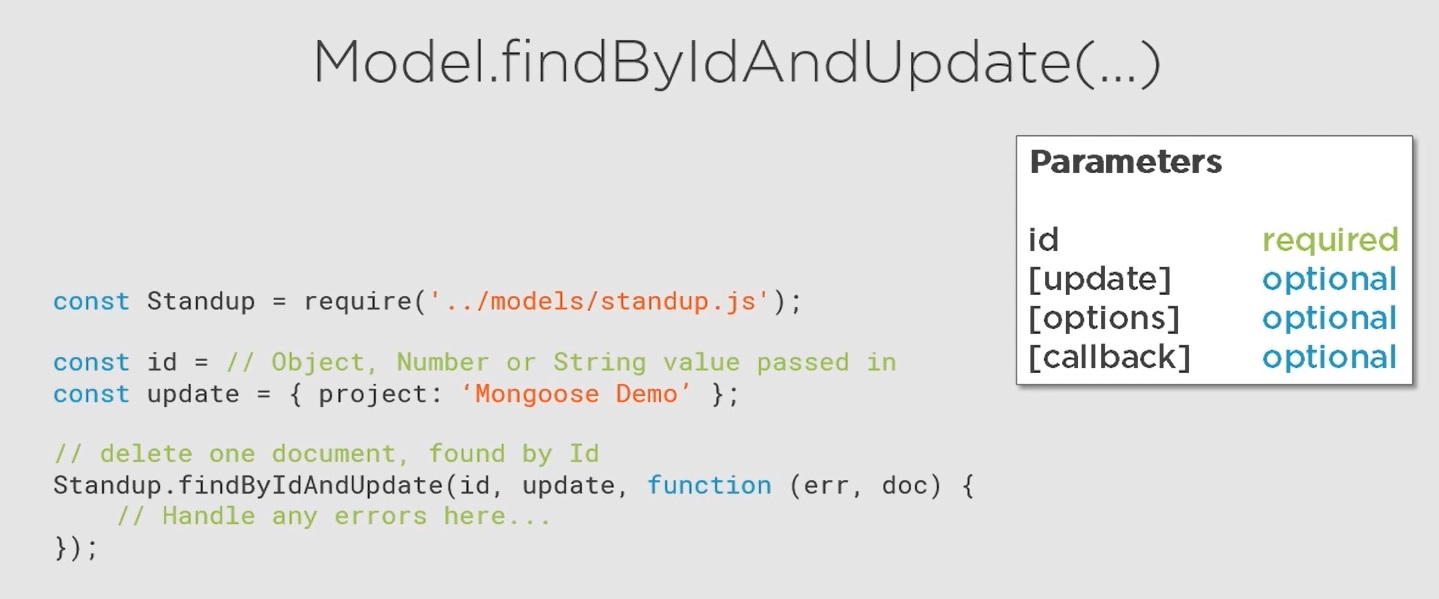 Model.findByIdAndUpdate(...)
Parameters
id required
[update] optional
[options] optional
[callback] optional
const Standup = require('../models/standup.js');
const id = // Object, Number or String value passed in
const update = { project: ‘Mongoose Demo’ };
// delete one document, found by Id
Standup.findByIdAndUpdate(id, update, function (err, doc) {
    // Handle any errors here...
});